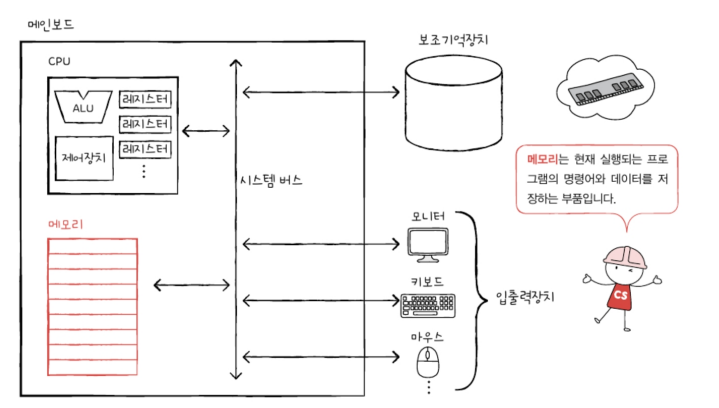 메인보드
CPU
ALU
레지스터
레지스터
제어장치
레지스터
시스템 버스
메모리
보조기억장치
모니터
키보드
마우스
입출력장치
메모리는 현재 실행되는 프로
그램의 명령어와 데이터를 저
장하는 부품입니다.
CS